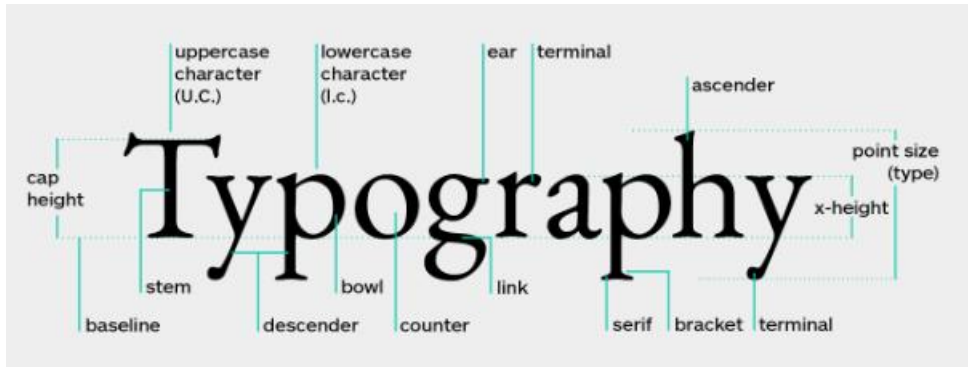 uppercase
character
(U.C.)
lowercase
character
(l.c.)
ear
terminal
ascender
point size
(type)
cap
height
Typography
x-height
stem
bowl
link
baseline
descender
counter
serif
bracket
terminal